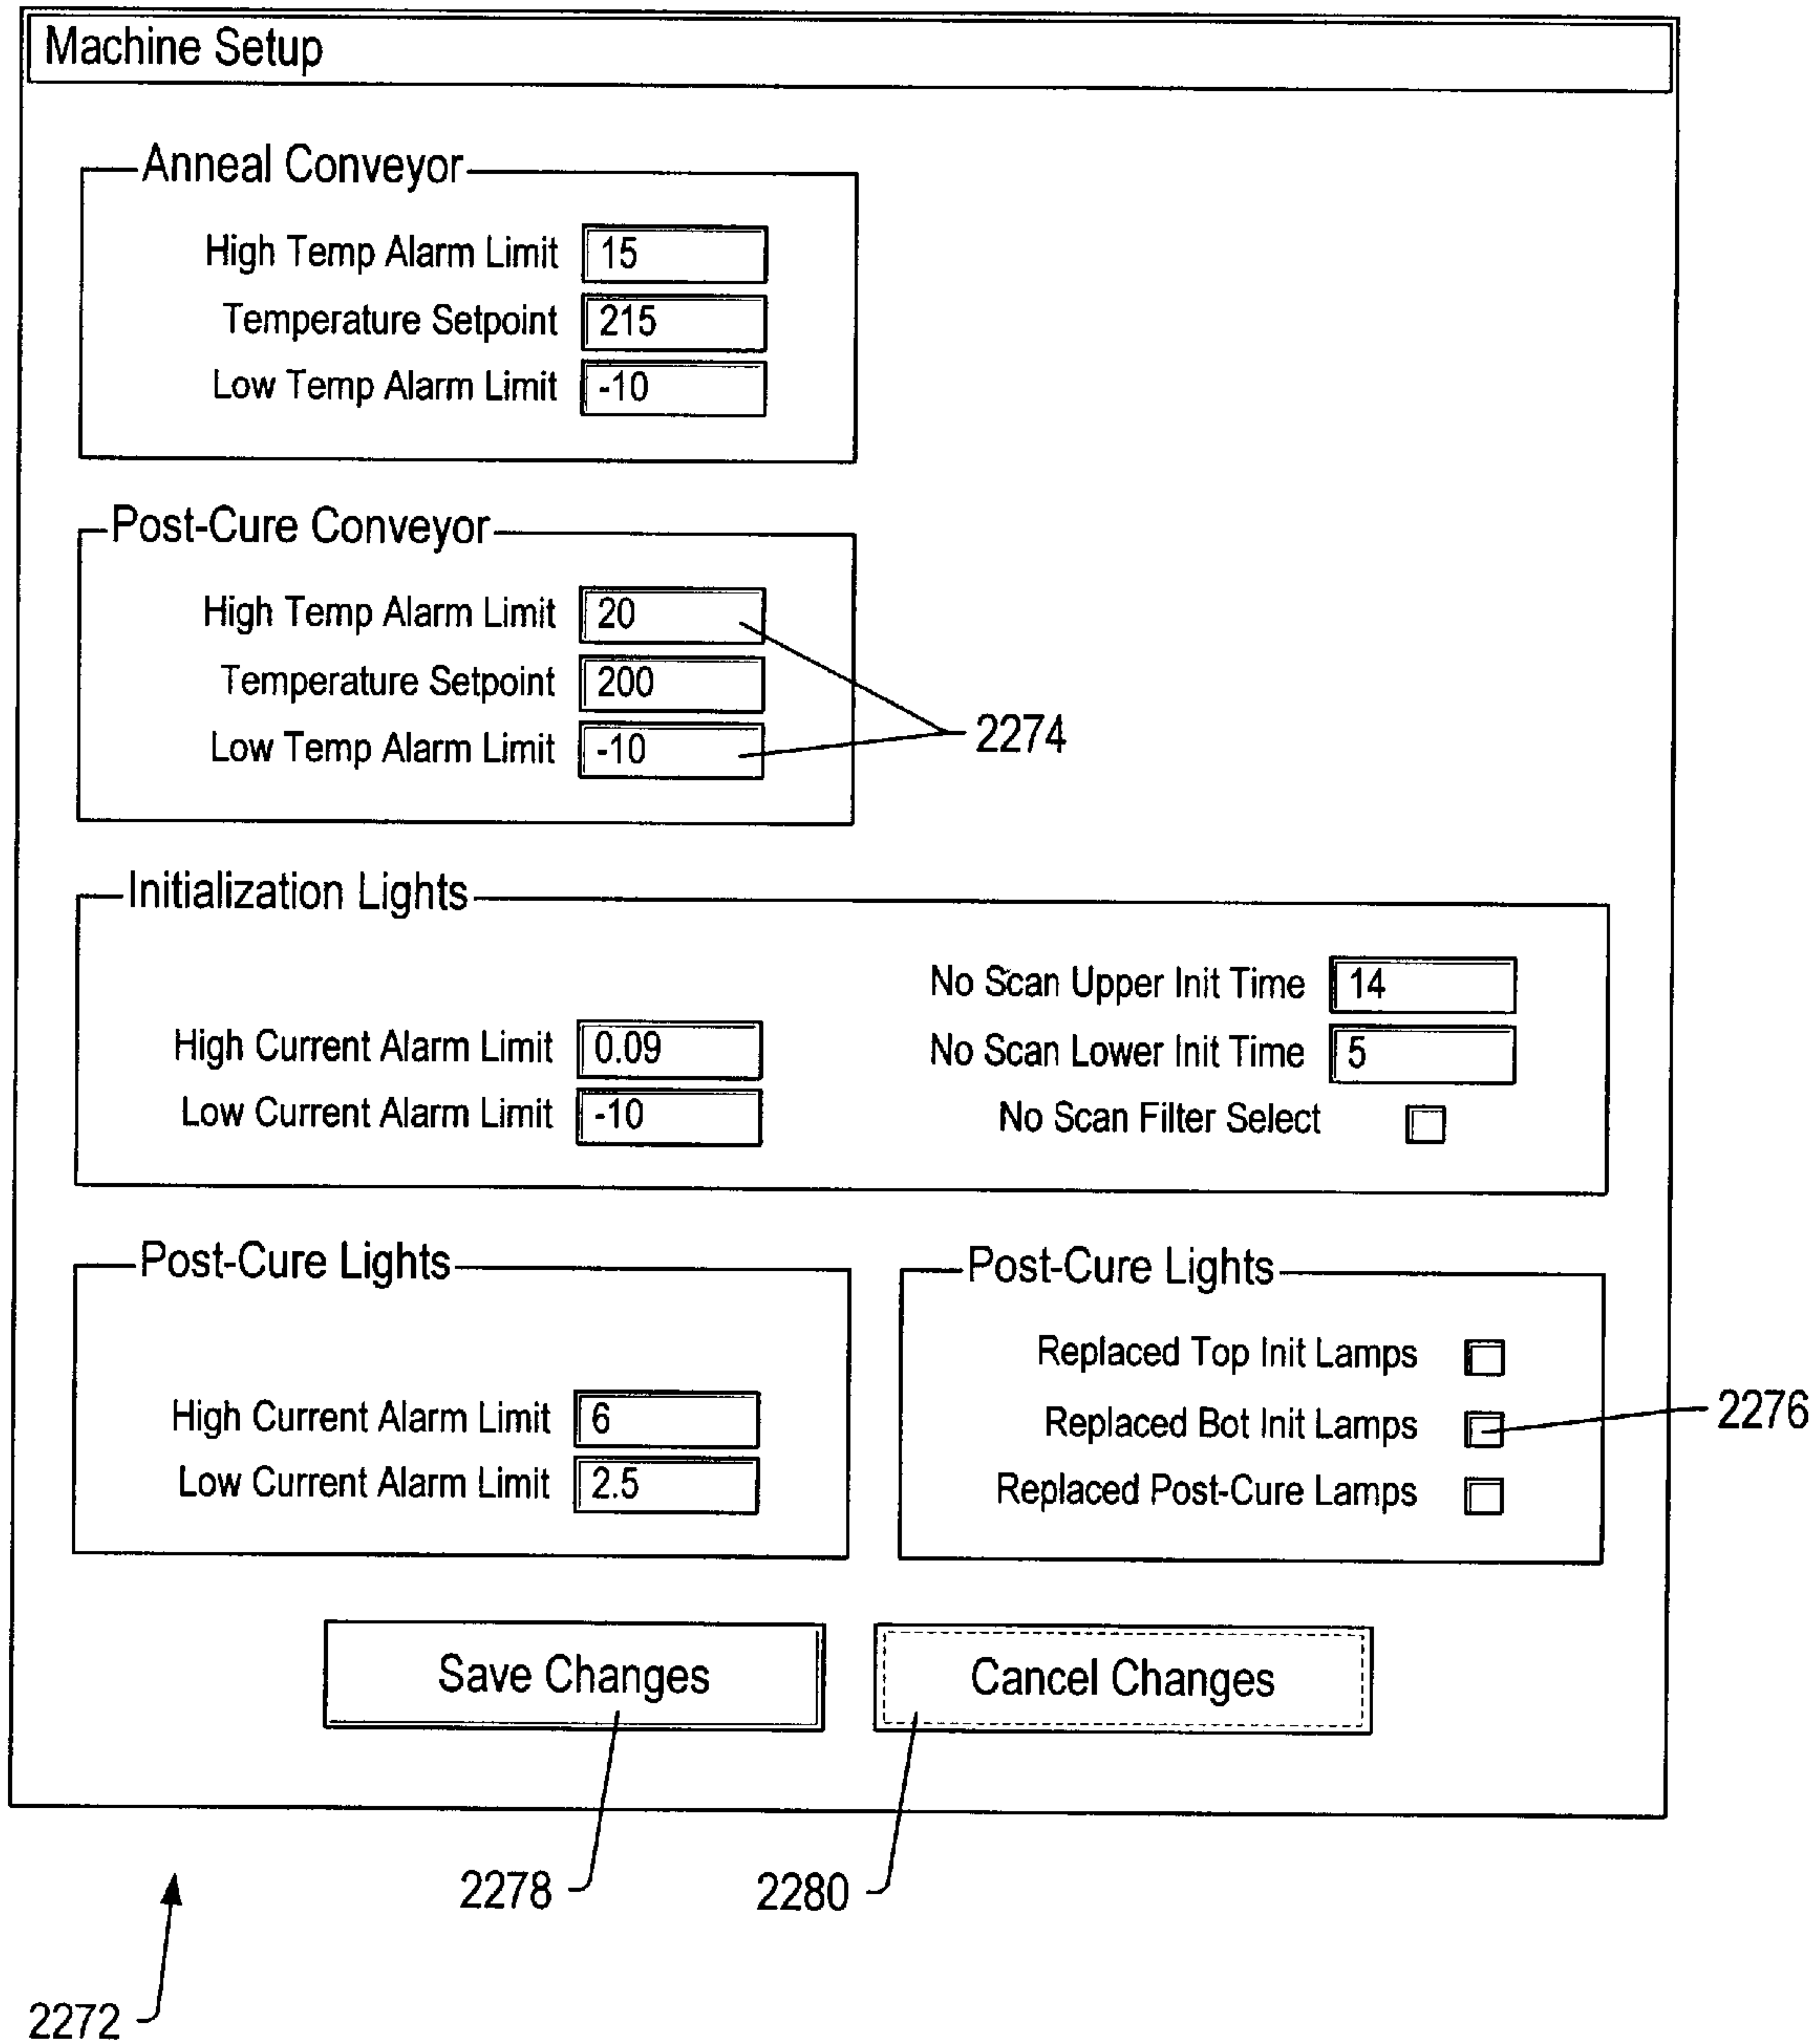 Machine Setup
Anneal Conveyor
High Temp Alarm Limit 15
Temperature Setpoint 215
Low Temp Alarm Limit -10
Post-Cure Conveyor
High Temp Alarm Limit 20
Temperature Setpoint 200
Low Temp Alarm Limit -10
2274
Initialization Lights
No Scan Upper Init Time 14
High Current Alarm Limit 0.09
No Scan Lower Init Time 5
Low Current Alarm Limit -10
No Scan Filter Select
Post-Cure Lights
High Current Alarm Limit 6
Low Current Alarm Limit 2.5
Post-Cure Lights
Replaced Top Init Lamps
Replaced Bot Init Lamps
2276
Replaced Post-Cure Lamps
Save Changes
Cancel Changes
2278
2280
2272